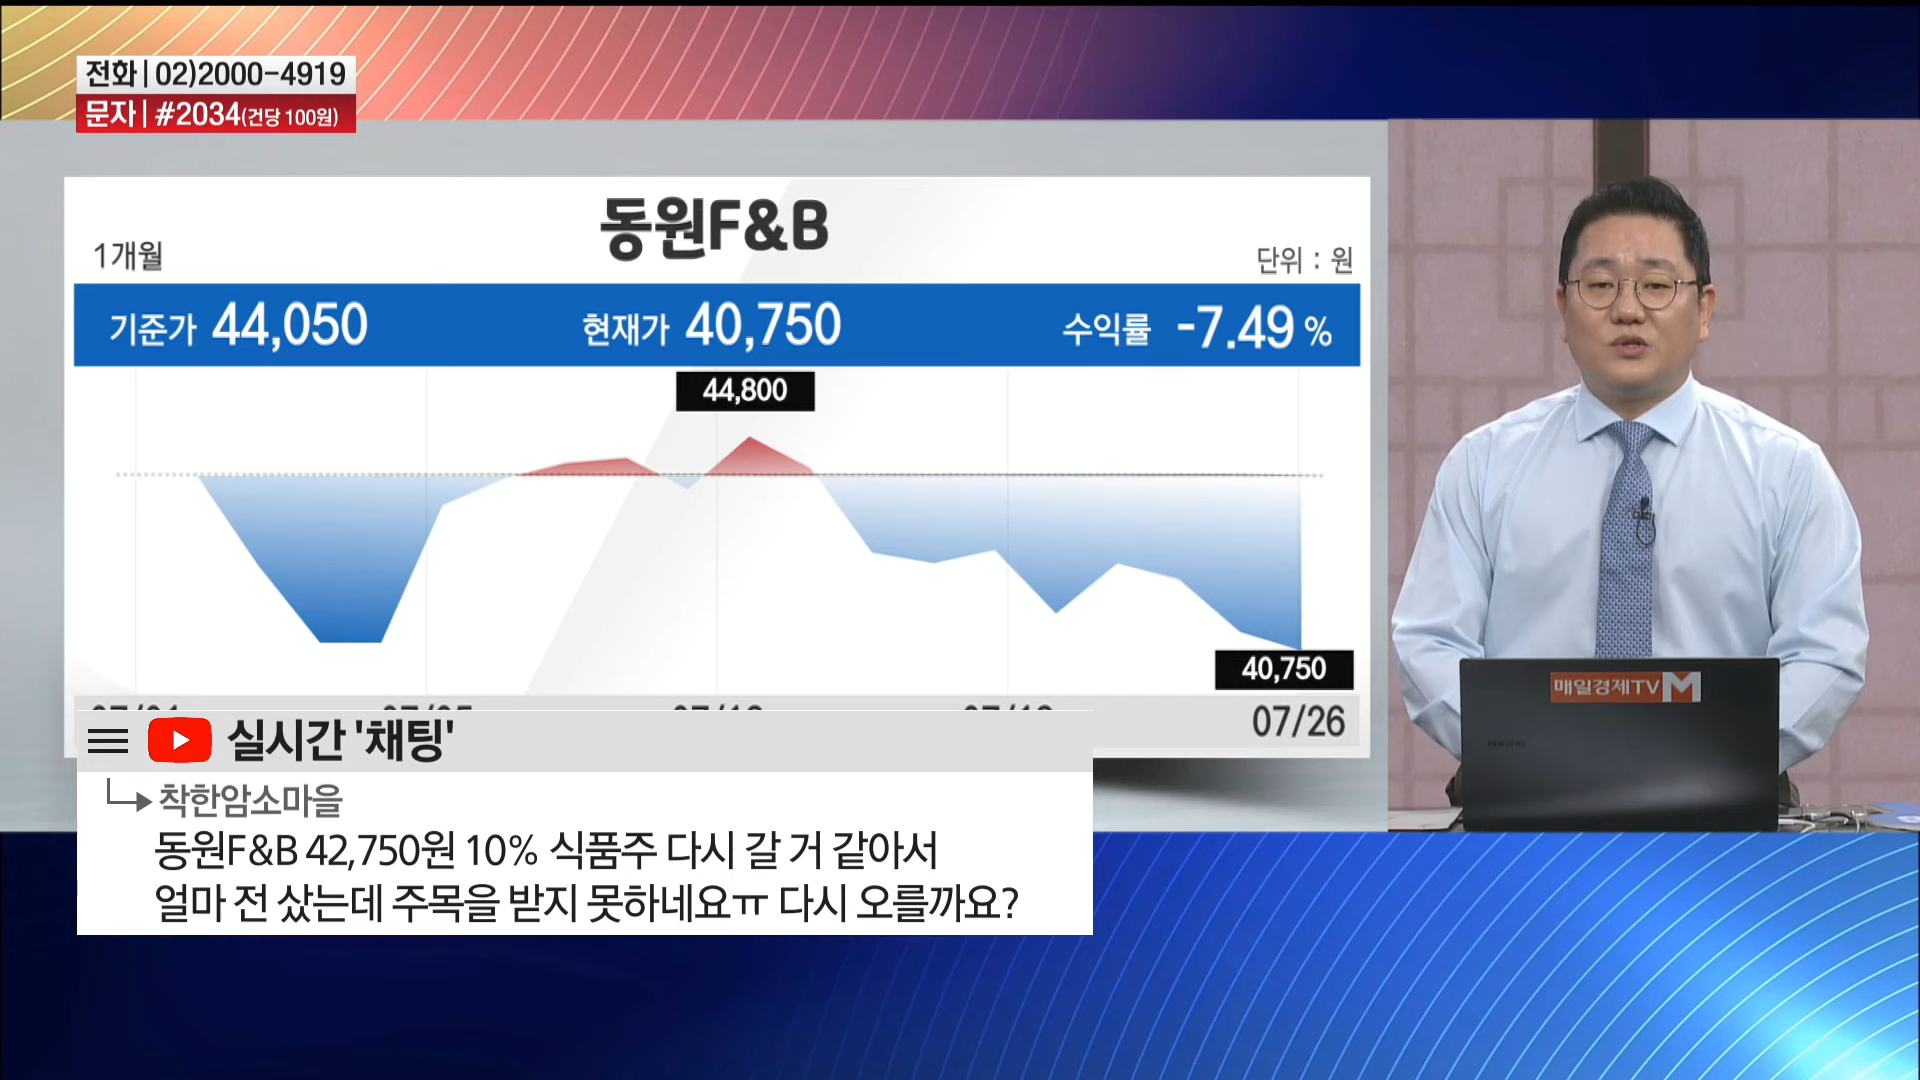 전화 | 02)2000-4919
문자 | #2034(건당 100원)
동원F&B
1개월
단위 : 원
기준가 44,050 현재가 40,750 수익률 -7.49 %
44,800
40,750
07/26
실시간 '채팅'
착한암소마을
동원F&B 42,750원 10% 식품주 다시 갈 거 같아서
얼마 전 샀는데 주목을 받지 못하네요ㅠ 다시 오를까요?
매일경제TV M